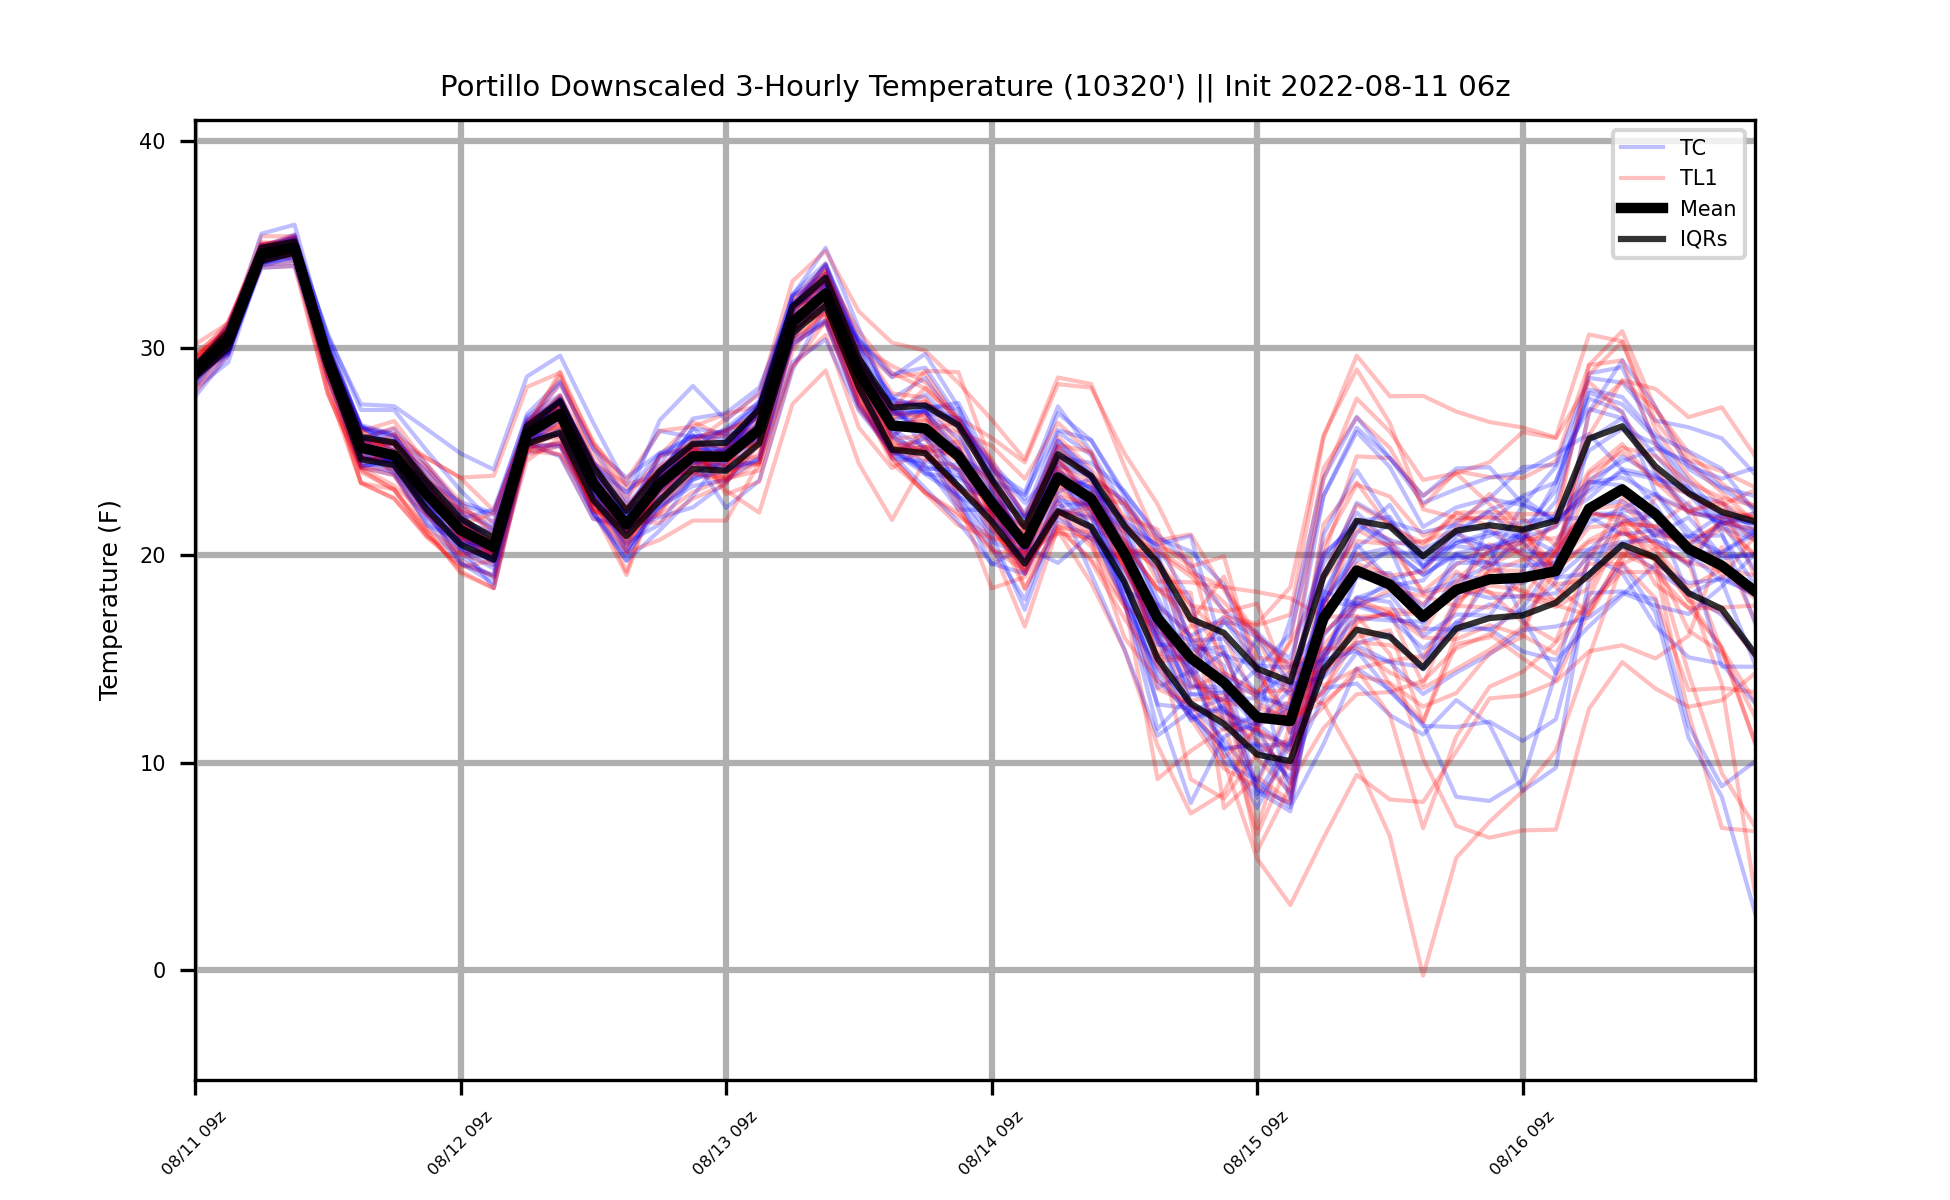 Portillo Downscaled 3-Hourly Temperature (10320') || Init 2022-08-11 06z
TC
TL1
Mean
IQRs
Temperature (F)
40
30
20
10
0
08/11 09z
08/12 09z
08/13 09z
08/14 09z
08/15 09z
08/16 09z